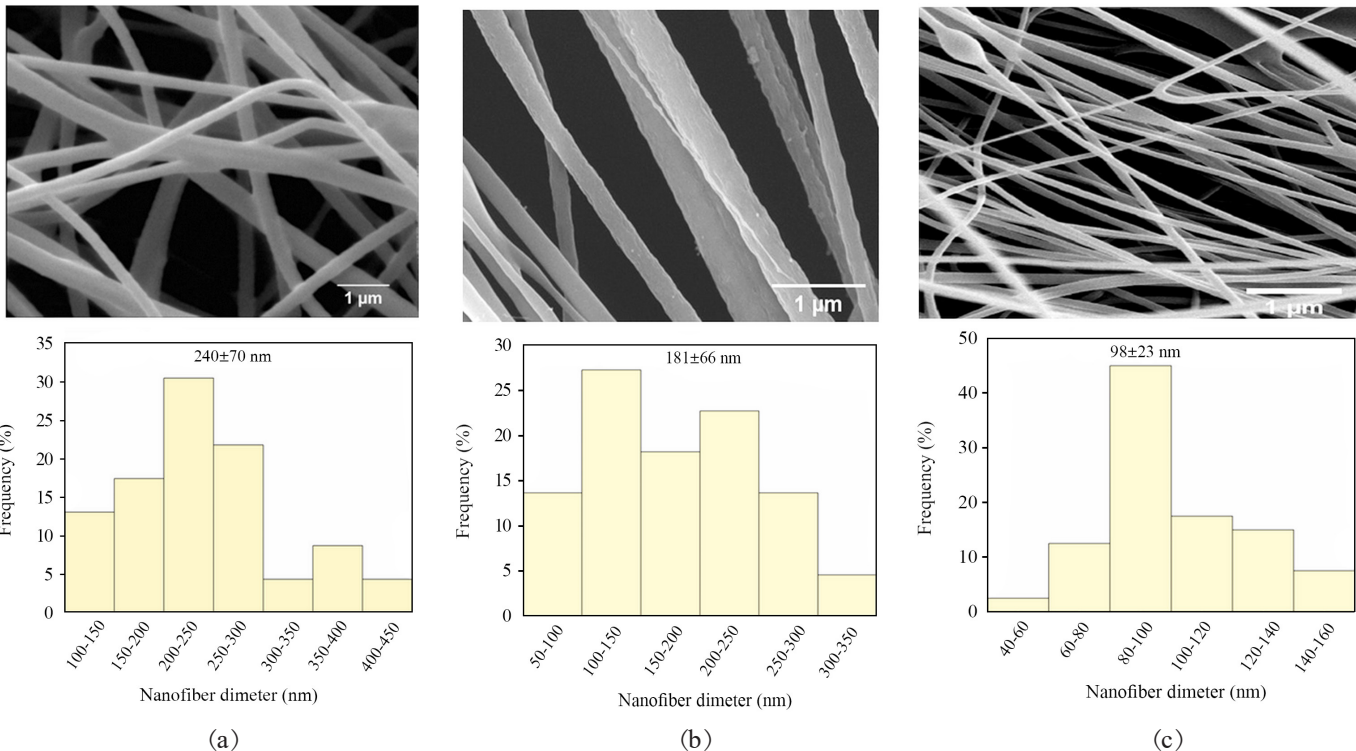 1 µm
1 µm
1 µm
240±70 nm
35
30
25
20
15
10
5
0
Frequency (%)
100-150
150-200
200-250
250-300
300-350
350-400
400-450
Nanofiber dimeter (nm)
(a)
181±66 nm
30
25
20
15
10
5
0
Frequency (%)
50-100
100-150
150-200
200-250
250-300
300-350
Nanofiber dimeter (nm)
(b)
98±23 nm
50
40
30
20
10
0
Frequency (%)
40-60
60-80
80-100
100-120
120-140
140-160
Nanofiber dimeter (nm)
(c)